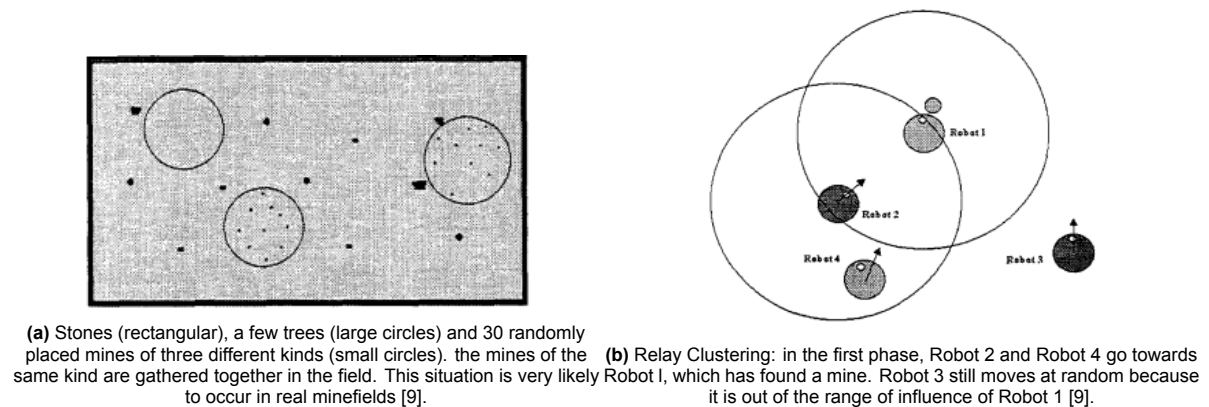 Robot 1
Robot 2
Robot 4
Robot 3
(a) Stones (rectangular), a few trees (large circles) and 30 randomly
placed mines of three different kinds (small circles). the mines of the
same kind are gathered together in the field. This situation is very likely
to occur in real minefields [9].
(b) Relay Clustering: in the first phase, Robot 2 and Robot 4 go towards
Robot I, which has found a mine. Robot 3 still moves at random because
it is out of the range of influence of Robot 1 [9].